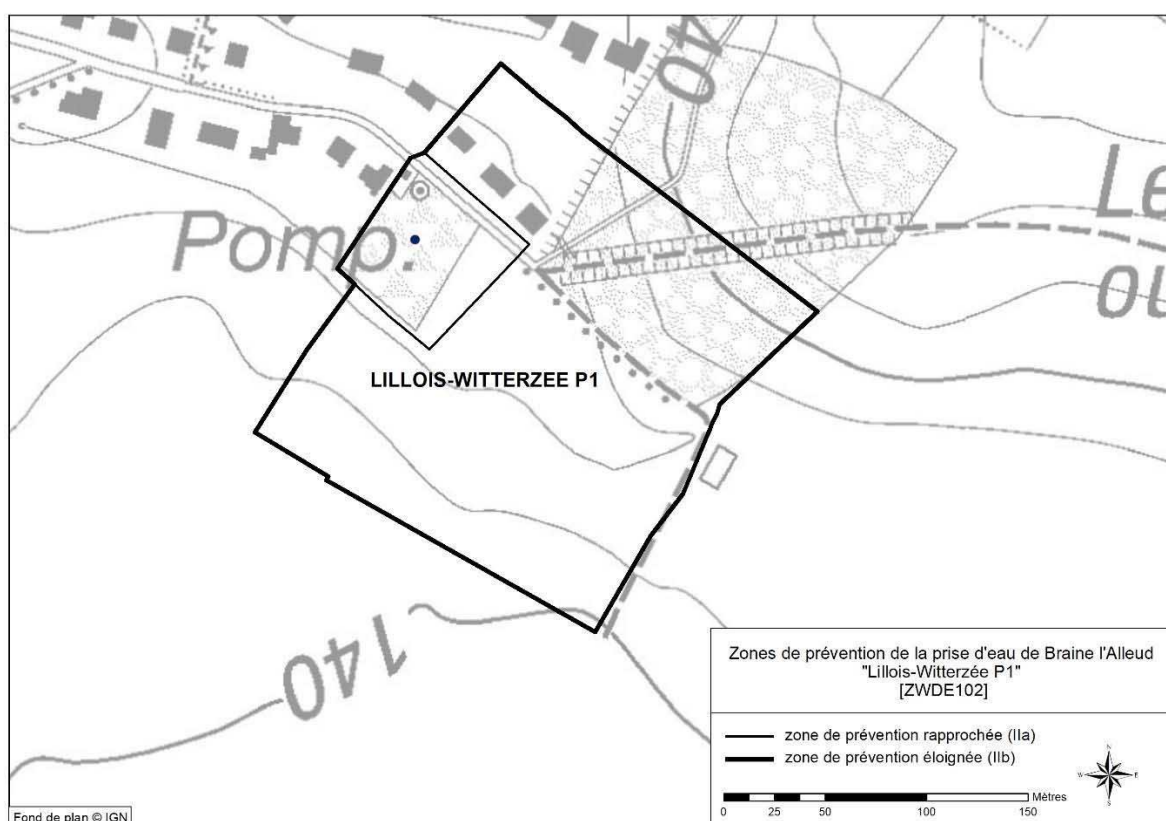 40
Le
Pomp.
ou
LILLOIS-WITTERZEE P1
140
Zones de prévention de la prise d'eau de Braine l'Alleud
"Lillois-Witterzée P1"
[ZWDE102]
zone de prévention rapprochée (IIa)
zone de prévention éloignée (IIb)
N
W E
S
Mètres
0 25 50 100 150
Fond de plan © IGN